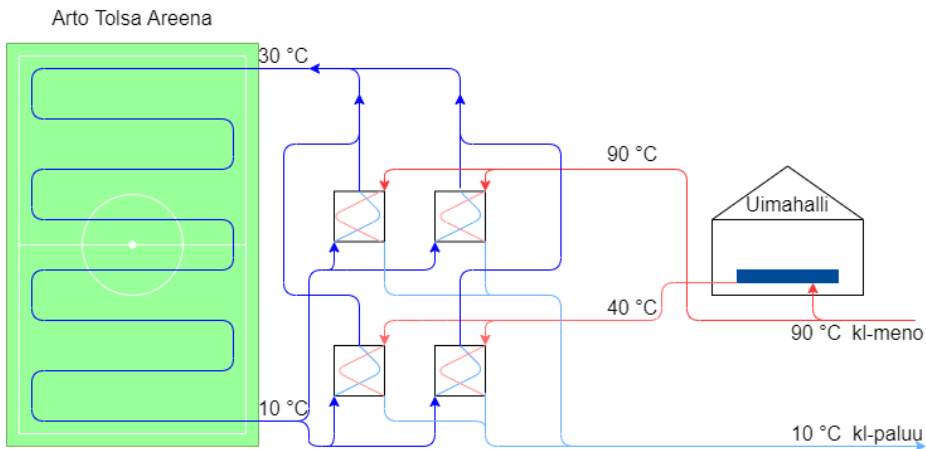 Arto Tolsa Areena
30 °C
90 °C
Uimahalli
40 °C
90 °C kl-meno
10 °C
10 °C kl-paluu